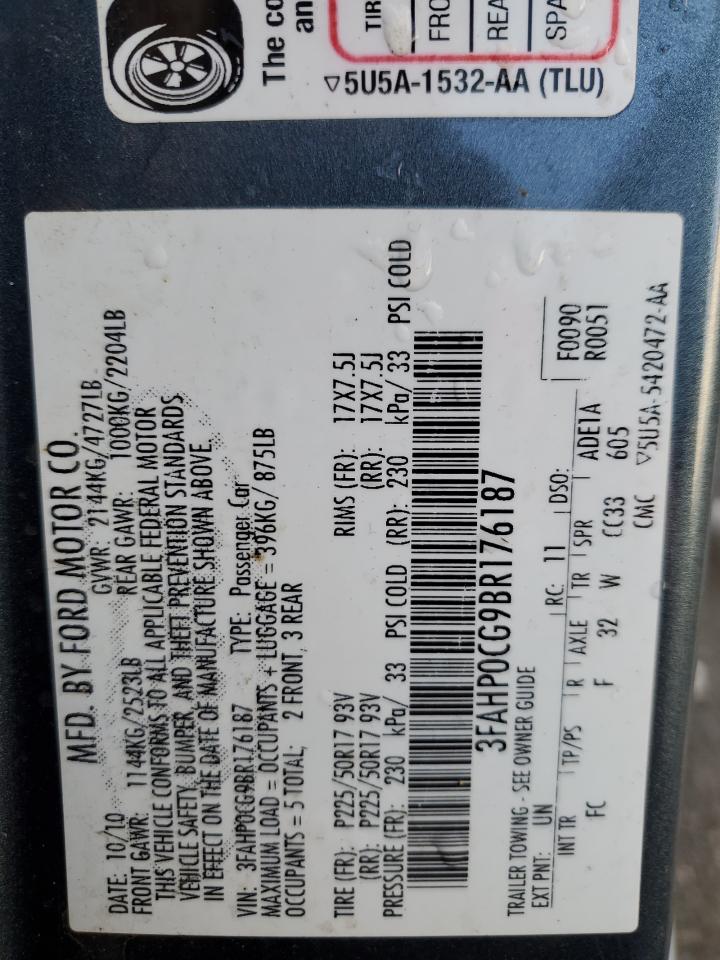 The co
an
TIR
FRO
REA
SPA
▽5U5A-1532-AA (TLU)
MFD. BY FORD MOTOR CO.
DATE: 10/10 GVWR: 2144KG/4727LB
FRONT GAWR: 1144KG/2523LB REAR GAWR: 1000KG/2204LB
THIS VEHICLE CONFORMS TO ALL APPLICABLE FEDERAL MOTOR
VEHICLE SAFETY, BUMPER, AND THEFT PREVENTION STANDARDS
IN EFFECT ON THE DATE OF MANUFACTURE SHOWN ABOVE.
VIN: 3FAHP0CG9BR176187 TYPE: Passenger Car
MAXIMUM LOAD = OCCUPANTS + LUGGAGE = 396KG/ 875LB
OCCUPANTS = 5 TOTAL; 2 FRONT, 3 REAR
TIRE (FR): P225/50R17 93V RIMS (FR): 17X7.5J
(RR): P225/50R17 93V (RR): 17X7.5J
PRESSURE (FR): 230 kPa/ 33 PSI COLD (RR): 230 kPa/ 33 PSI COLD
3FAHP0CG9BR176187
TRAILER TOWING - SEE OWNER GUIDE
EXT PNT: UN RC: 11 DSO: F0090
R0051
INT TR TP/PS R AXLE TR SPR ADE1A
FC F 32 W CC33 605
CMC ▽5U5A-5420472-AA